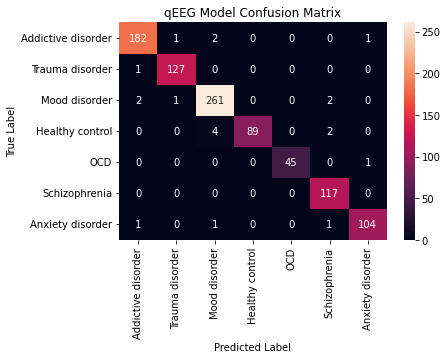 qEEG Model Confusion Matrix
True Label
Addictive disorder 182 1 2 0 0 0 1
Trauma disorder 1 127 0 0 0 0 0
Mood disorder 2 1 261 0 0 2 0
Healthy control 0 0 4 89 0 2 0
OCD 0 0 0 0 45 0 1
Schizophrenia 0 0 0 0 0 117 0
Anxiety disorder 1 0 1 0 0 1 104
Addictive disorder
Trauma disorder
Mood disorder
Healthy control
OCD
Schizophrenia
Anxiety disorder
Predicted Label
250
200
150
100
50
0